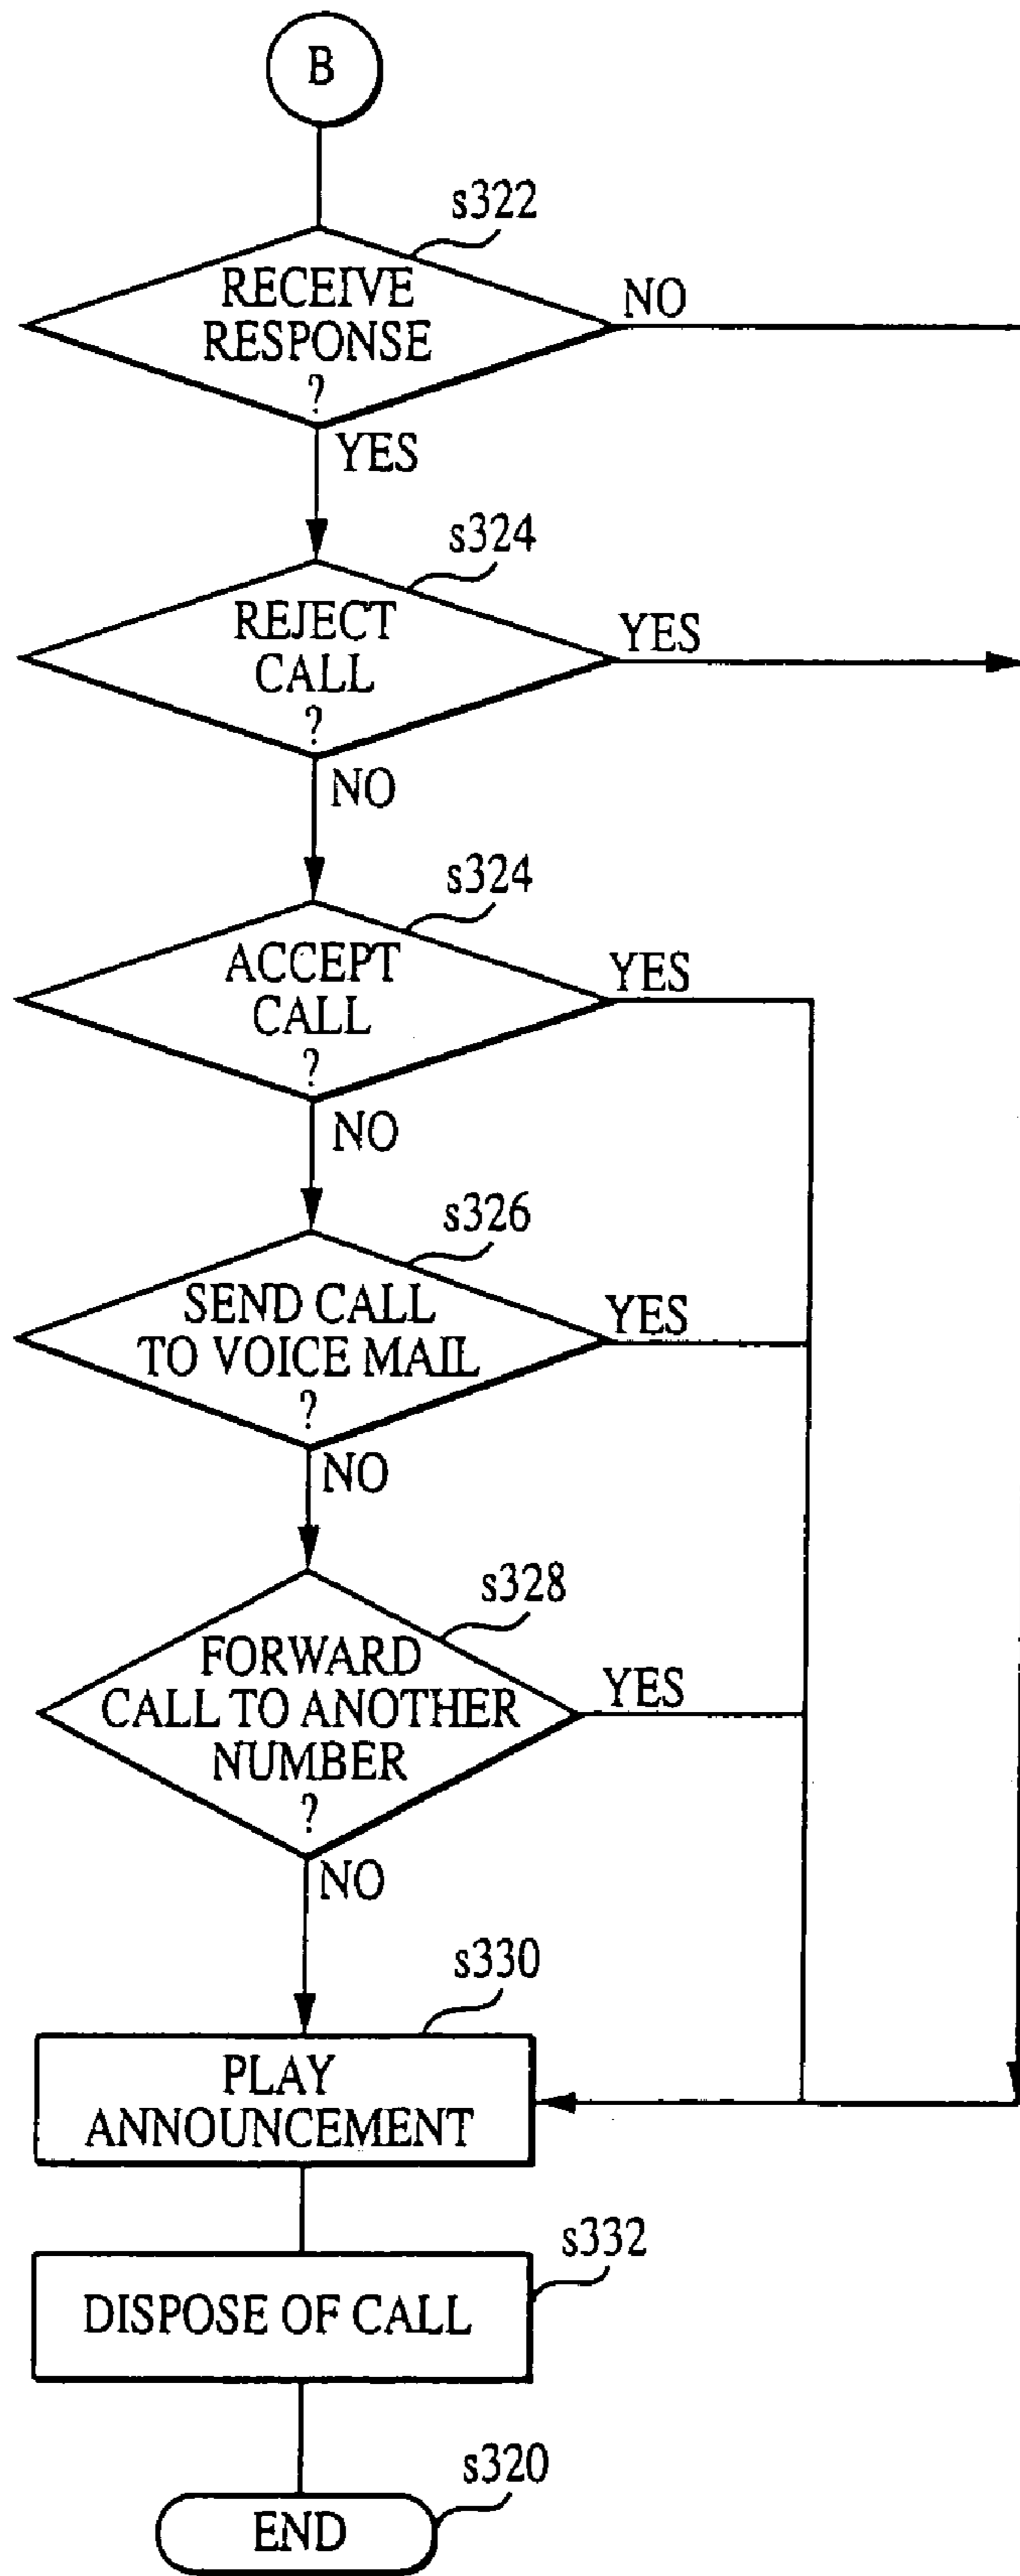 B
s322
RECEIVE
RESPONSE
?
NO
YES
s324
REJECT
CALL
?
YES
NO
s324
ACCEPT
CALL
?
YES
NO
s326
SEND CALL
TO VOICE MAIL
?
YES
NO
s328
FORWARD
CALL TO ANOTHER
NUMBER
?
YES
NO
s330
PLAY
ANNOUNCEMENT
s332
DISPOSE OF CALL
s320
END